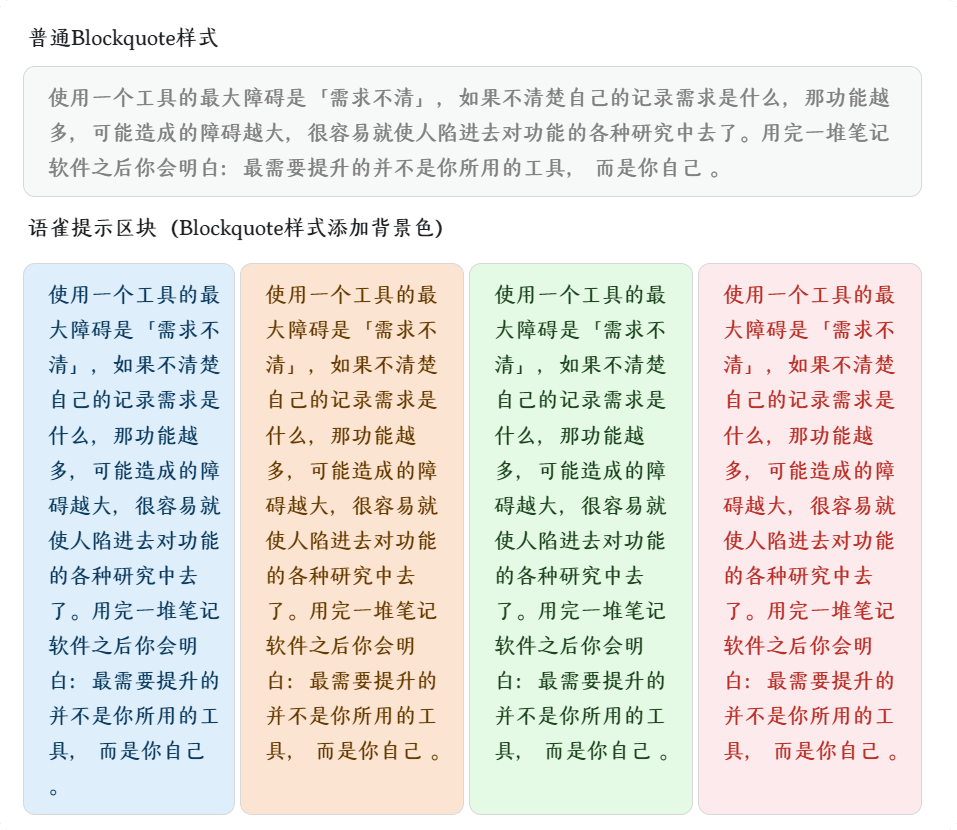 普通Blockquote样式
使用一个工具的最大障碍是「需求不清」，如果不清楚自己的记录需求是什么，那功能越
多，可能造成的障碍越大，很容易就使人陷进去对功能的各种研究中去了。用完一堆笔记
软件之后你会明白：最需要提升的并不是你所用的工具， 而是你自己 。
语雀提示区块（Blockquote样式添加背景色）
使用一个工具的最
大障碍是「需求不
清」，如果不清楚
自己的记录需求是
什么，那功能越
多，可能造成的障
碍越大，很容易就
使人陷进去对功能
的各种研究中去
了。用完一堆笔记
软件之后你会明
白：最需要提升的
并不是你所用的工
具， 而是你自己
。
使用一个工具的最
大障碍是「需求不
清」，如果不清楚
自己的记录需求是
什么，那功能越
多，可能造成的障
碍越大，很容易就
使人陷进去对功能
的各种研究中去
了。用完一堆笔记
软件之后你会明
白：最需要提升的
并不是你所用的工
具， 而是你自己 。
使用一个工具的最
大障碍是「需求不
清」，如果不清楚
自己的记录需求是
什么，那功能越
多，可能造成的障
碍越大，很容易就
使人陷进去对功能
的各种研究中去
了。用完一堆笔记
软件之后你会明
白：最需要提升的
并不是你所用的工
具， 而是你自己 。
使用一个工具的最
大障碍是「需求不
清」，如果不清楚
自己的记录需求是
什么，那功能越
多，可能造成的障
碍越大，很容易就
使人陷进去对功能
的各种研究中去
了。用完一堆笔记
软件之后你会明
白：最需要提升的
并不是你所用的工
具， 而是你自己 。